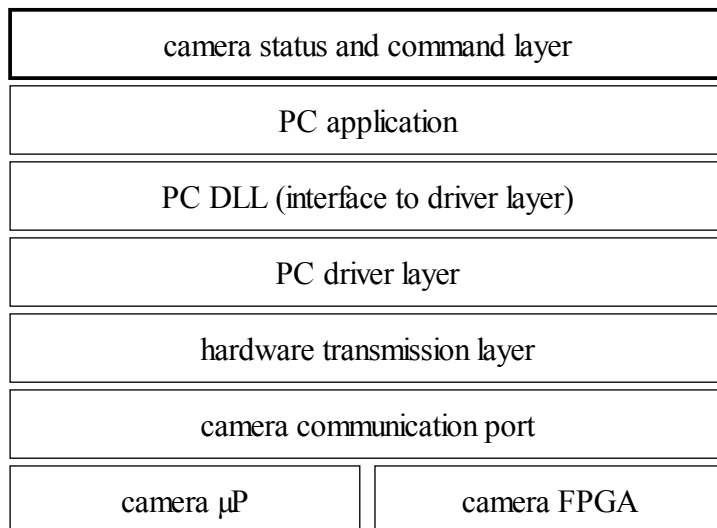 camera status and command layer
PC application
PC DLL (interface to driver layer)
PC driver layer
hardware transmission layer
camera communication port
camera μP
camera FPGA